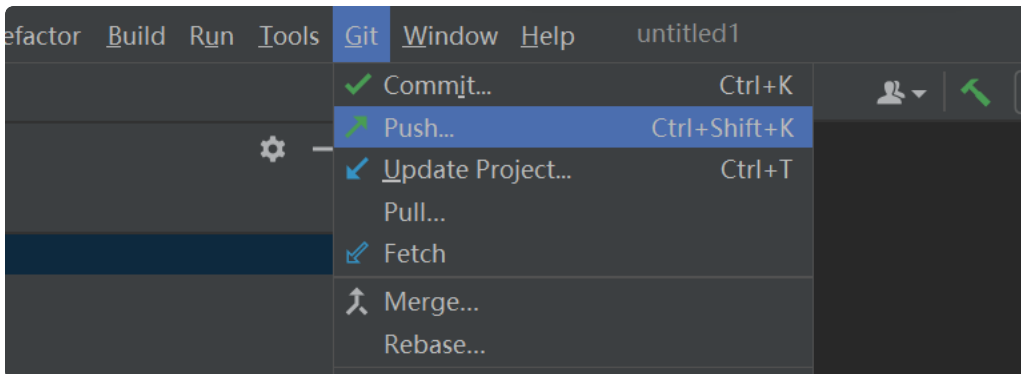 efactor Build Run Tools Git Window Help untitled1
Commit... Ctrl+K
Push... Ctrl+Shift+K
Update Project... Ctrl+T
Pull...
Fetch
Merge...
Rebase...